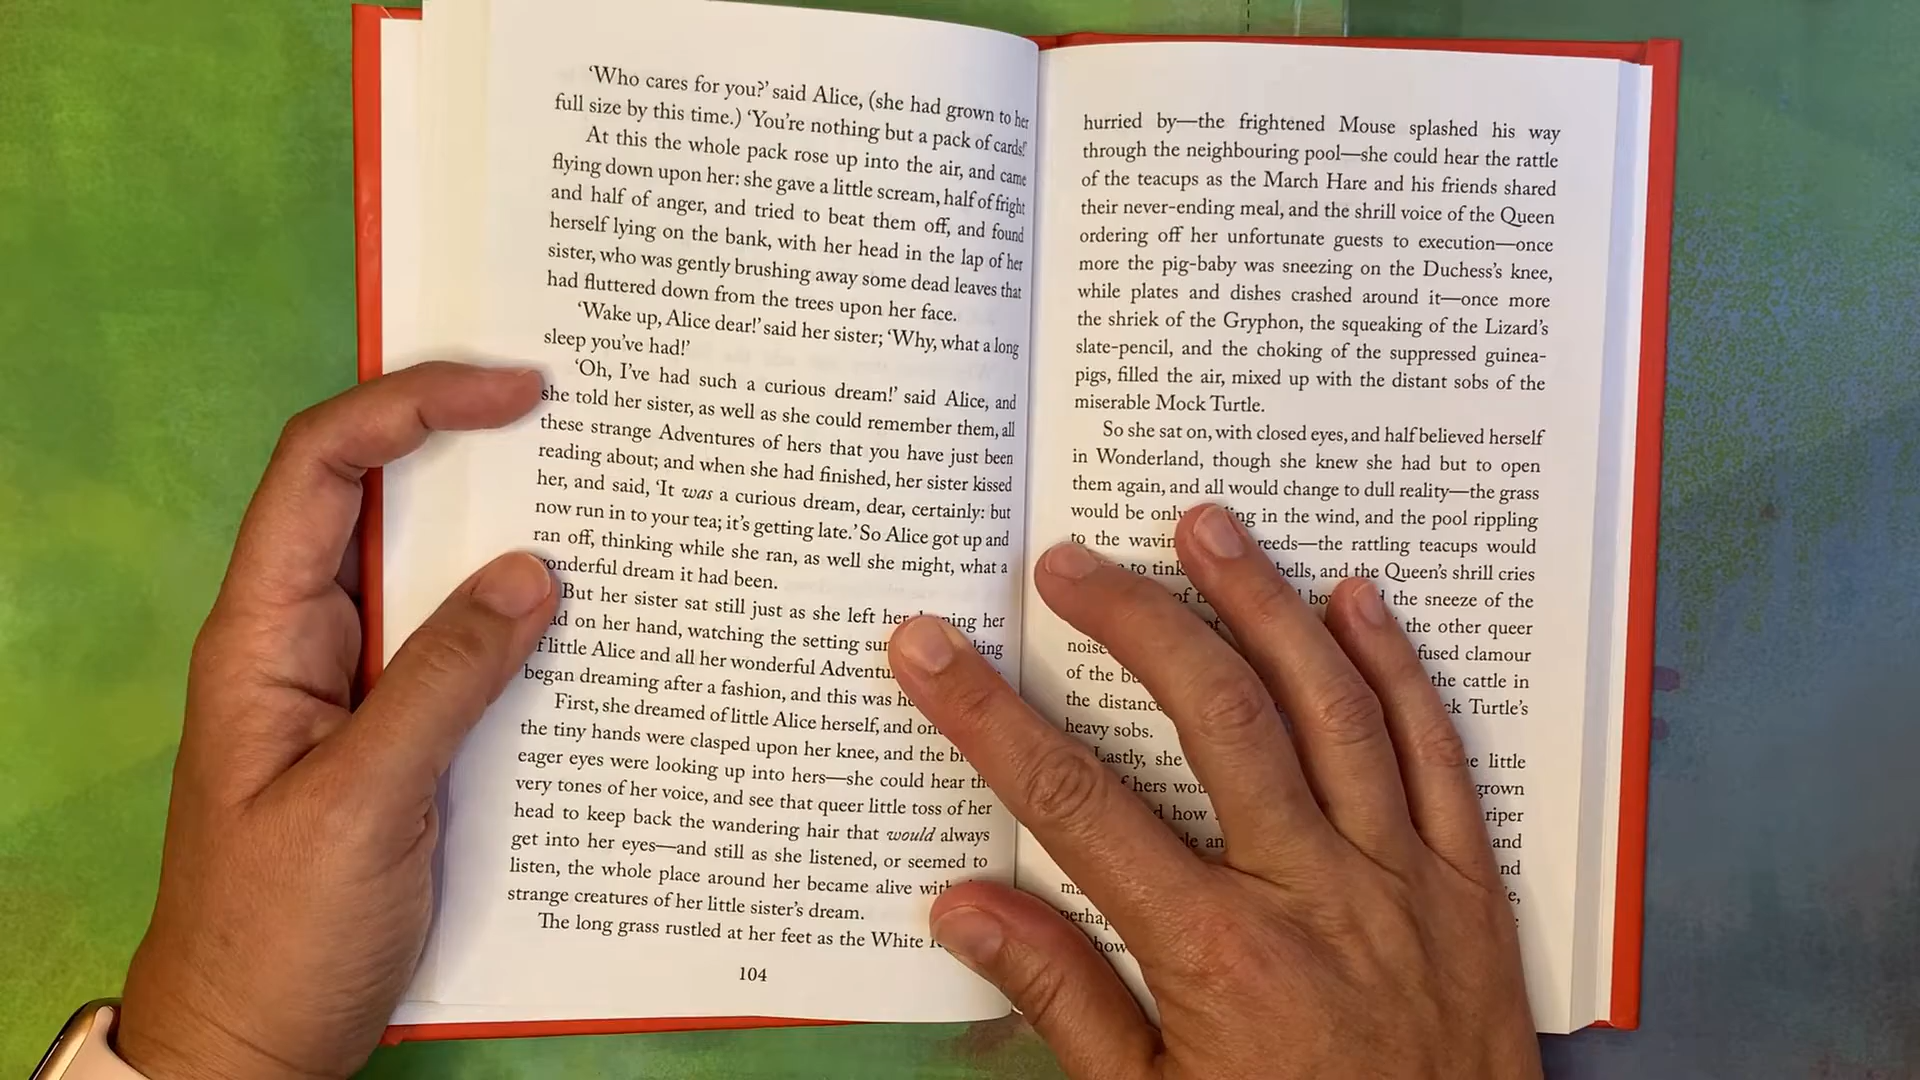 ‘Who cares for you?’ said Alice, (she had grown to her
full size by this time.) ‘You’re nothing but a pack of cards!’
At this the whole pack rose up into the air, and came
flying down upon her: she gave a little scream, half of fright
and half of anger, and tried to beat them off, and found
herself lying on the bank, with her head in the lap of her
sister, who was gently brushing away some dead leaves that
had fluttered down from the trees upon her face.
‘Wake up, Alice dear!’ said her sister; ‘Why, what a long
sleep you’ve had!’
‘Oh, I’ve had such a curious dream!’ said Alice, and
she told her sister, as well as she could remember them, all
these strange Adventures of hers that you have just been
reading about; and when she had finished, her sister kissed
her, and said, ‘It was a curious dream, dear, certainly: but
now run in to your tea; it’s getting late.’ So Alice got up and
ran off, thinking while she ran, as well she might, what a
wonderful dream it had been.
But her sister sat still just as she left her, her
on her hand, watching the setting
little Alice and all her wonderful
began dreaming after a fashion, and this was
First, she dreamed of little Alice herself, and
the tiny hands were clasped upon her knee, and the
eager eyes were looking up into hers—she could hear the
very tones of her voice, and see that queer little toss of her
head to keep back the wandering hair that would always
get into her eyes—and still as she listened, or seemed to
listen, the whole place around her became alive
strange creatures of her little sister’s dream.
The long grass rustled at her feet as the White
104
hurried by—the frightened Mouse splashed his way
through the neighbouring pool—she could hear the rattle
of the teacups as the March Hare and his friends shared
their never-ending meal, and the shrill voice of the Queen
ordering off her unfortunate guests to execution—once
more the pig-baby was sneezing on the Duchess’s knee,
while plates and dishes crashed around it—once more
the shriek of the Gryphon, the squeaking of the Lizard’s
slate-pencil, and the choking of the suppressed guinea-
pigs, filled the air, mixed up with the distant sobs of the
miserable Mock Turtle.
So she sat on, with closed eyes, and half believed herself
in Wonderland, though she knew she had but to open
them again, and all would change to dull reality—the grass
would be only in the wind, and the pool rippling
to the reeds—the rattling teacups would
to bells, and the Queen’s shrill cries
of the sneeze of the
the other queer
clamour
of the the cattle in
the distance Turtle’s
heavy sobs.
Lastly, she little
of hers grown
how riper
and